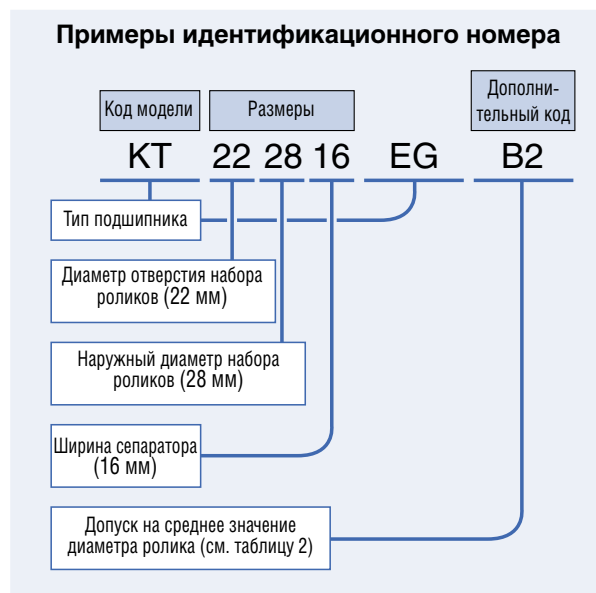 Примеры идентификационного номера
Код модели
Размеры
Дополни-
тельный код
KT 22 28 16 EG B2
Тип подшипника
Диаметр отверстия набора
роликов (22 мм)
Наружный диаметр набора
роликов (28 мм)
Ширина сепаратора
(16 мм)
Допуск на среднее значение
диаметра ролика (см. таблицу 2)